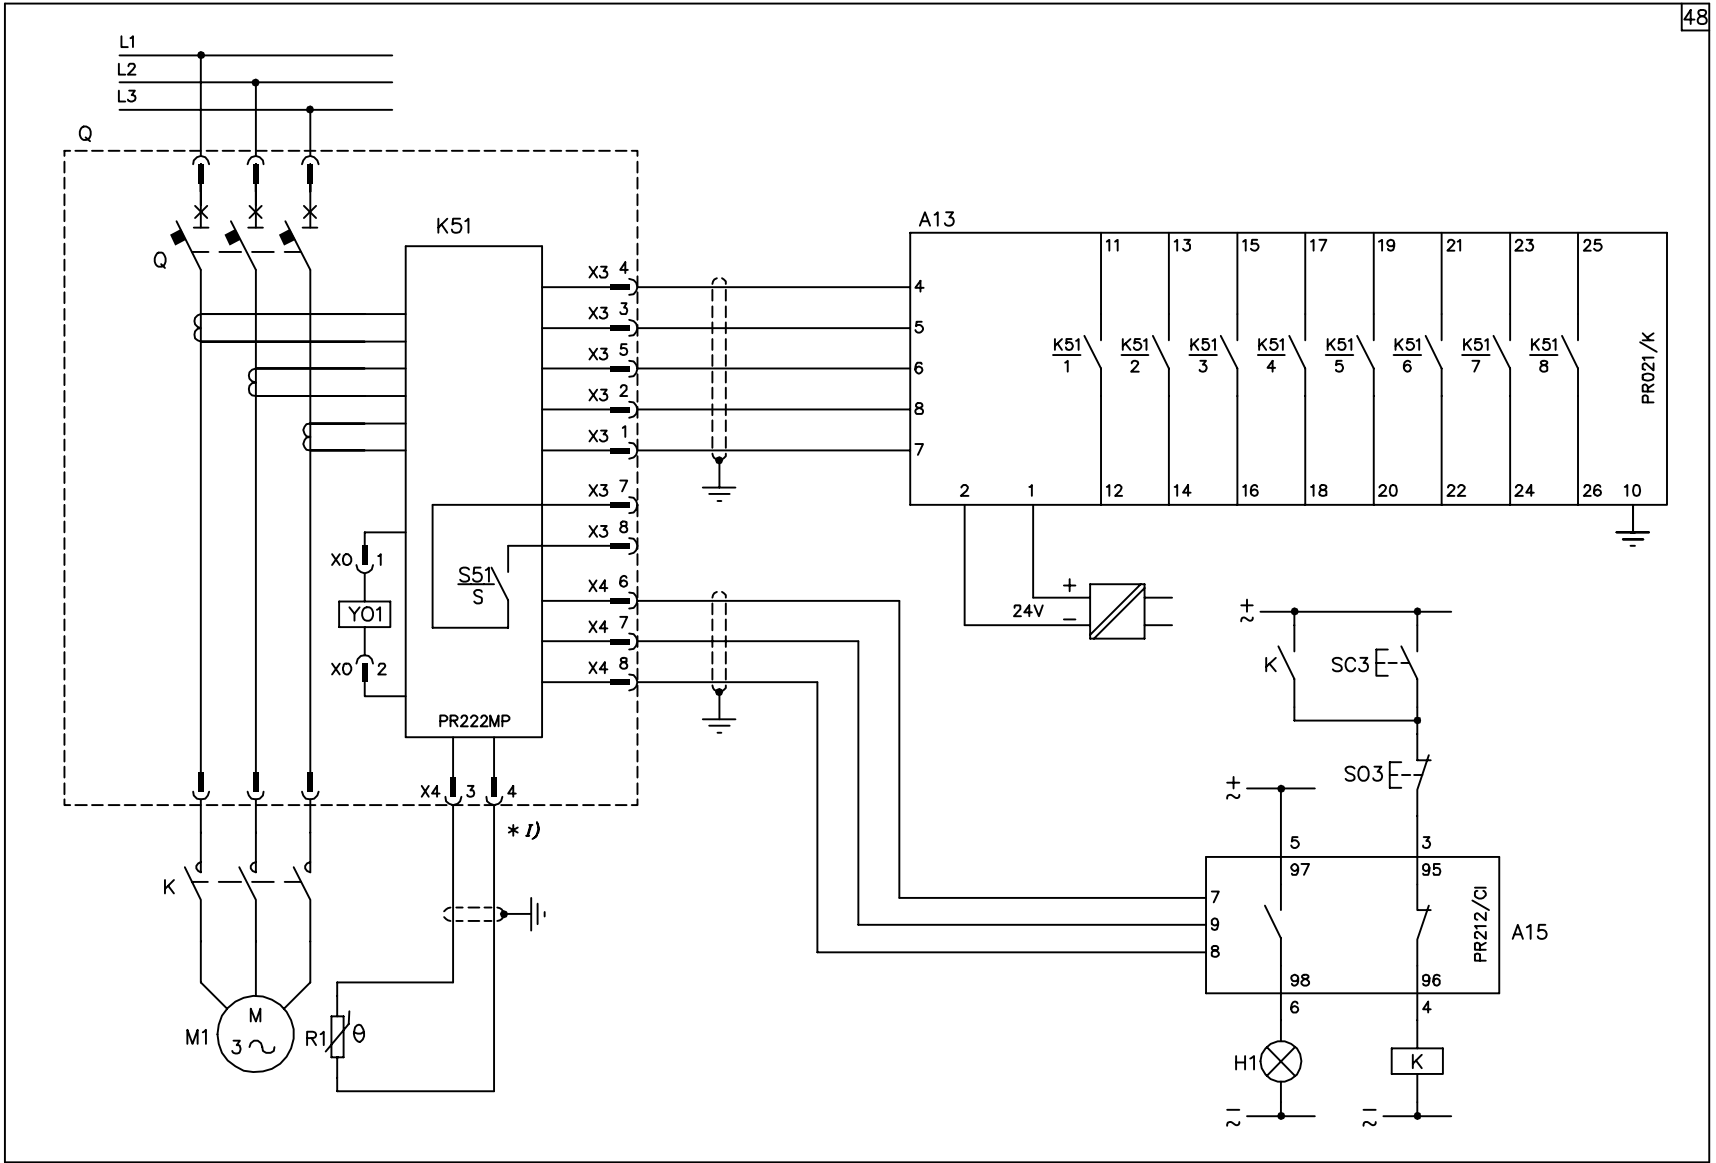 48
L1
L2
L3
Q
Q
K51
A13
11 13 15 17 19 21 23 25
X3 4
4
X3 3
5
X3 5
6
X3 2
8
X3 1
7
K51 K51 K51 K51 K51 K51 K51 K51
1 2 3 4 5 6 7 8
PR021/K
2 1 12 14 16 18 20 22 24 26 10
X3 7
X3 8
X0 1
S51
S
X4 6
Y01
X4 7
X0 2
X4 8
PR222MP
+
24V
−
+
~
K
SC3
SO3
X4 3 4
* I)
+
~
5 3
97 95
7
9
8
PR212/CI
A15
98 96
6 4
K
M1
M
3 ~
R1
θ
H1
K
−
~
−
~